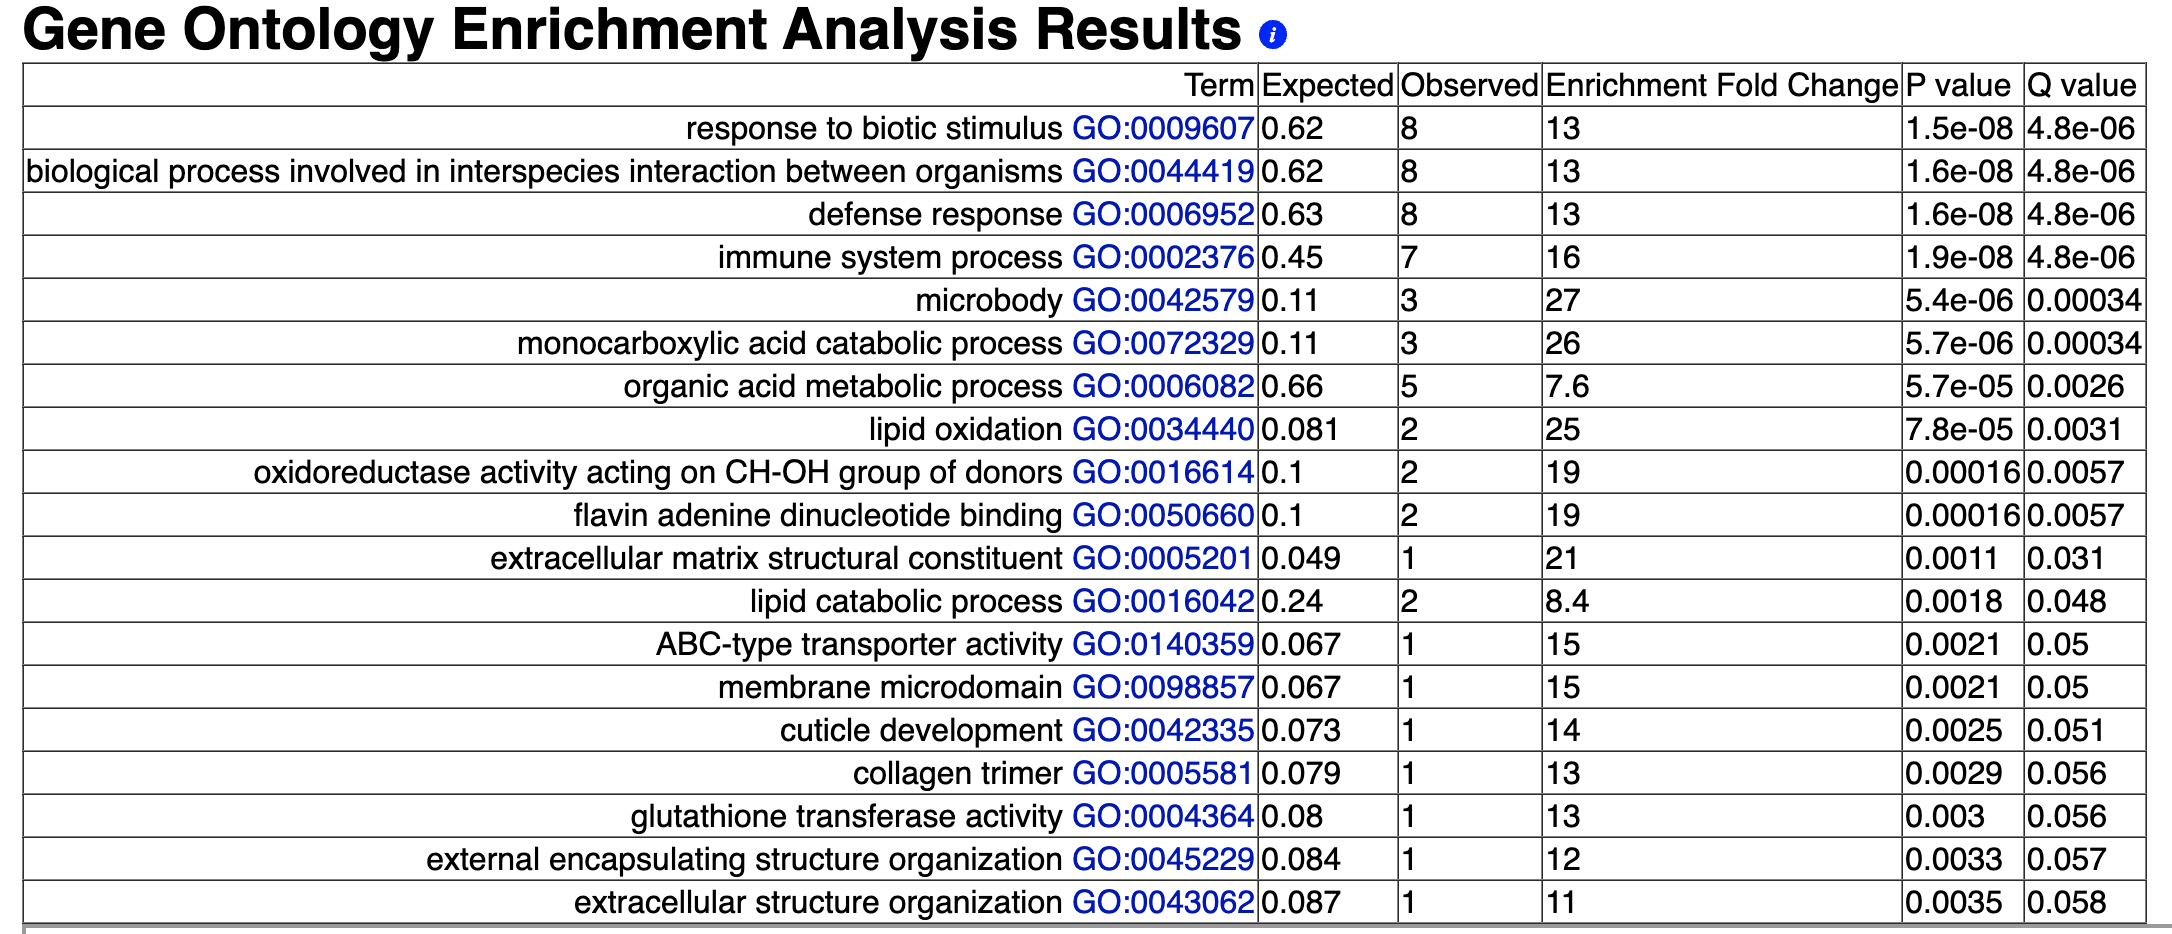 Gene Ontology Enrichment Analysis Results i
Term Expected Observed Enrichment Fold Change P value Q value
response to biotic stimulus GO:0009607 0.62 8 13 1.5e-08 4.8e-06
biological process involved in interspecies interaction between organisms GO:0044419 0.62 8 13 1.6e-08 4.8e-06
defense response GO:0006952 0.63 8 13 1.6e-08 4.8e-06
immune system process GO:0002376 0.45 7 16 1.9e-08 4.8e-06
microbody GO:0042579 0.11 3 27 5.4e-06 0.00034
monocarboxylic acid catabolic process GO:0072329 0.11 3 26 5.7e-06 0.00034
organic acid metabolic process GO:0006082 0.66 5 7.6 5.7e-05 0.0026
lipid oxidation GO:0034440 0.081 2 25 7.8e-05 0.0031
oxidoreductase activity acting on CH-OH group of donors GO:0016614 0.1 2 19 0.00016 0.0057
flavin adenine dinucleotide binding GO:0050660 0.1 2 19 0.00016 0.0057
extracellular matrix structural constituent GO:0005201 0.049 1 21 0.0011 0.031
lipid catabolic process GO:0016042 0.24 2 8.4 0.0018 0.048
ABC-type transporter activity GO:0140359 0.067 1 15 0.0021 0.05
membrane microdomain GO:0098857 0.067 1 15 0.0021 0.05
cuticle development GO:0042335 0.073 1 14 0.0025 0.051
collagen trimer GO:0005581 0.079 1 13 0.0029 0.056
glutathione transferase activity GO:0004364 0.08 1 13 0.003 0.056
external encapsulating structure organization GO:0045229 0.084 1 12 0.0033 0.057
extracellular structure organization GO:0043062 0.087 1 11 0.0035 0.058